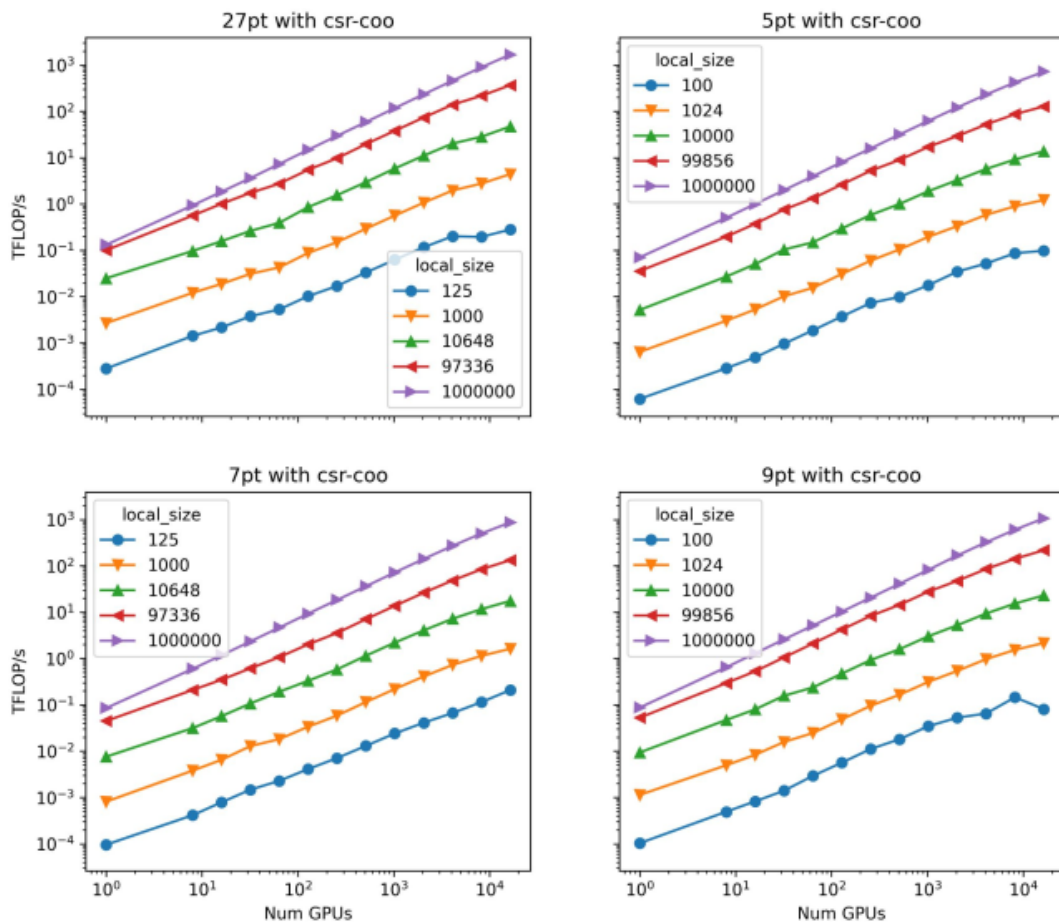 27pt with csr-coo
5pt with csr-coo
TFLOP/s
10³
10²
10¹
10⁰
10⁻¹
10⁻²
10⁻³
10⁻⁴
local_size
125
1000
10648
97336
1000000
local_size
100
1024
10000
99856
1000000
7pt with csr-coo
9pt with csr-coo
TFLOP/s
10³
10²
10¹
10⁰
10⁻¹
10⁻²
10⁻³
10⁻⁴
local_size
125
1000
10648
97336
1000000
local_size
100
1024
10000
99856
1000000
10⁰ 10¹ 10² 10³ 10⁴
Num GPUs
10⁰ 10¹ 10² 10³ 10⁴
Num GPUs